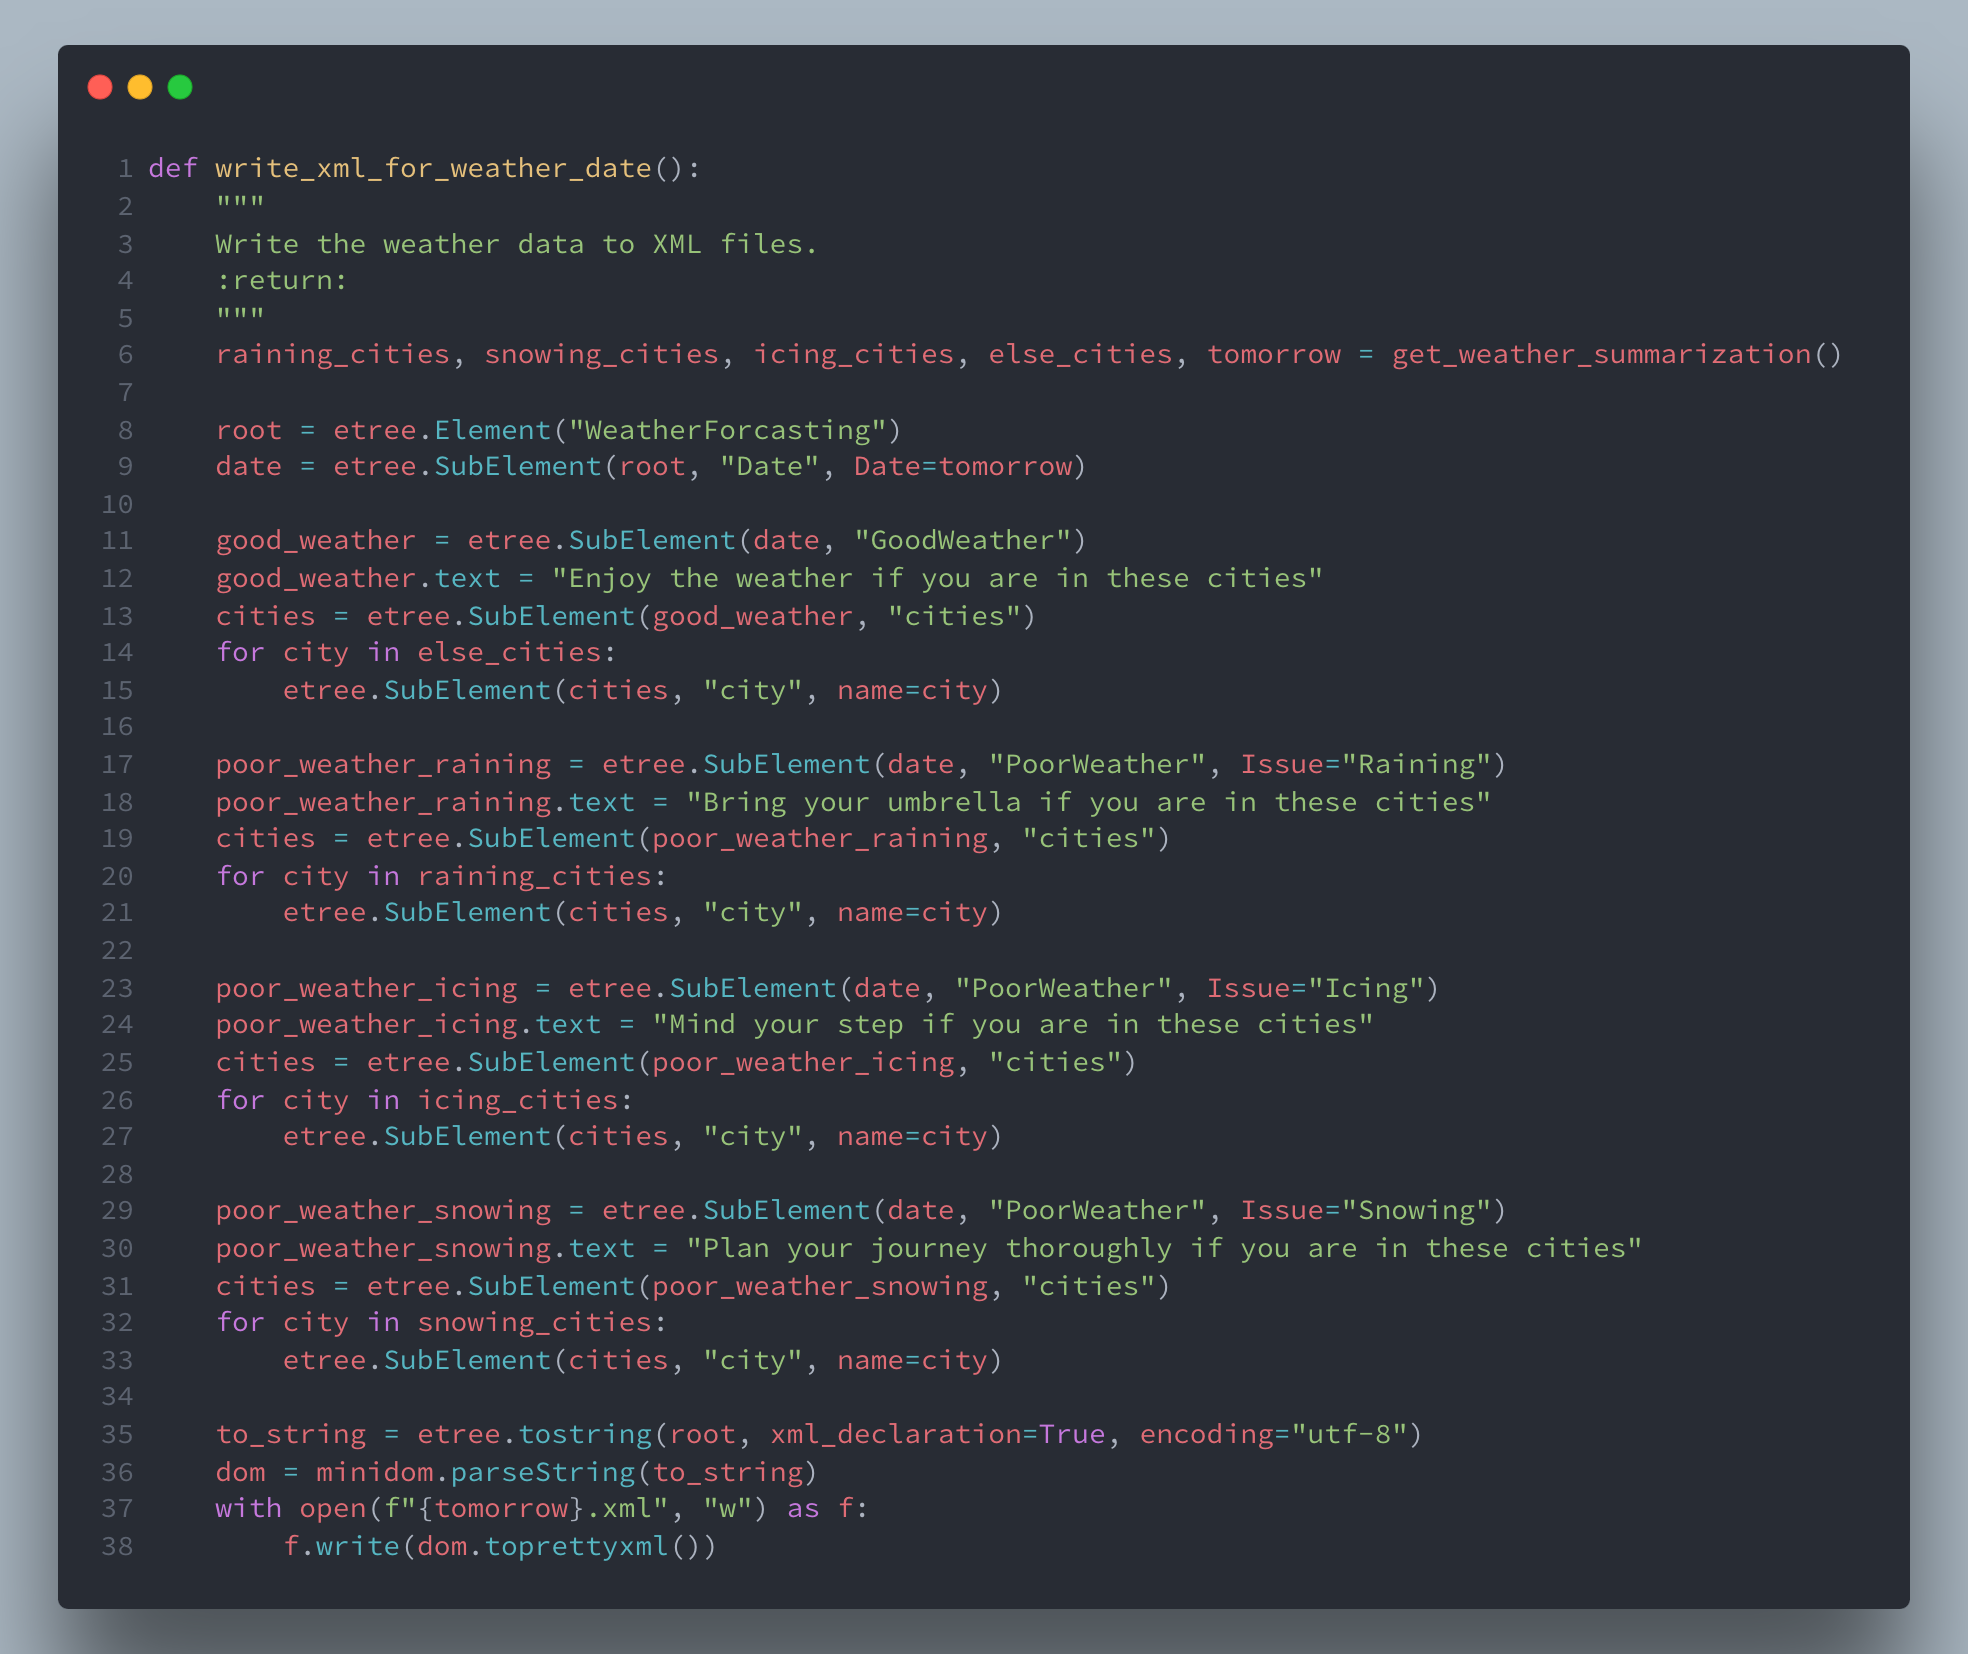 1 def write_xml_for_weather_date():
2     """
3     Write the weather data to XML files.
4     :return:
5     """
6     raining_cities, snowing_cities, icing_cities, else_cities, tomorrow = get_weather_summarization()
7
8     root = etree.Element("WeatherForcasting")
9     date = etree.SubElement(root, "Date", Date=tomorrow)
10
11     good_weather = etree.SubElement(date, "GoodWeather")
12     good_weather.text = "Enjoy the weather if you are in these cities"
13     cities = etree.SubElement(good_weather, "cities")
14     for city in else_cities:
15         etree.SubElement(cities, "city", name=city)
16
17     poor_weather_raining = etree.SubElement(date, "PoorWeather", Issue="Raining")
18     poor_weather_raining.text = "Bring your umbrella if you are in these cities"
19     cities = etree.SubElement(poor_weather_raining, "cities")
20     for city in raining_cities:
21         etree.SubElement(cities, "city", name=city)
22
23     poor_weather_icing = etree.SubElement(date, "PoorWeather", Issue="Icing")
24     poor_weather_icing.text = "Mind your step if you are in these cities"
25     cities = etree.SubElement(poor_weather_icing, "cities")
26     for city in icing_cities:
27         etree.SubElement(cities, "city", name=city)
28
29     poor_weather_snowing = etree.SubElement(date, "PoorWeather", Issue="Snowing")
30     poor_weather_snowing.text = "Plan your journey thoroughly if you are in these cities"
31     cities = etree.SubElement(poor_weather_snowing, "cities")
32     for city in snowing_cities:
33         etree.SubElement(cities, "city", name=city)
34
35     to_string = etree.tostring(root, xml_declaration=True, encoding="utf-8")
36     dom = minidom.parseString(to_string)
37     with open(f"{tomorrow}.xml", "w") as f:
38         f.write(dom.toprettyxml())